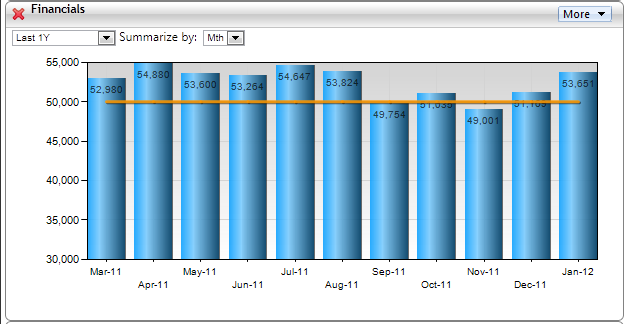 Financials
More
Last 1Y Summarize by: Mth
55,000
50,000
45,000
40,000
35,000
30,000
52,980 54,880 53,600 53,264 54,647 53,824 49,754 49,001 53,651
Mar-11 May-11 Jul-11 Sep-11 Nov-11 Jan-12
Apr-11 Jun-11 Aug-11 Oct-11 Dec-11